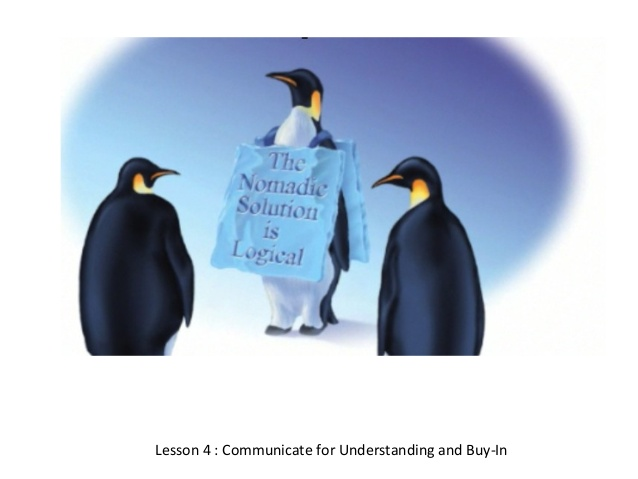 The
Nomadic
Solution
is
Logical
Lesson 4 : Communicate for Understanding and Buy-In